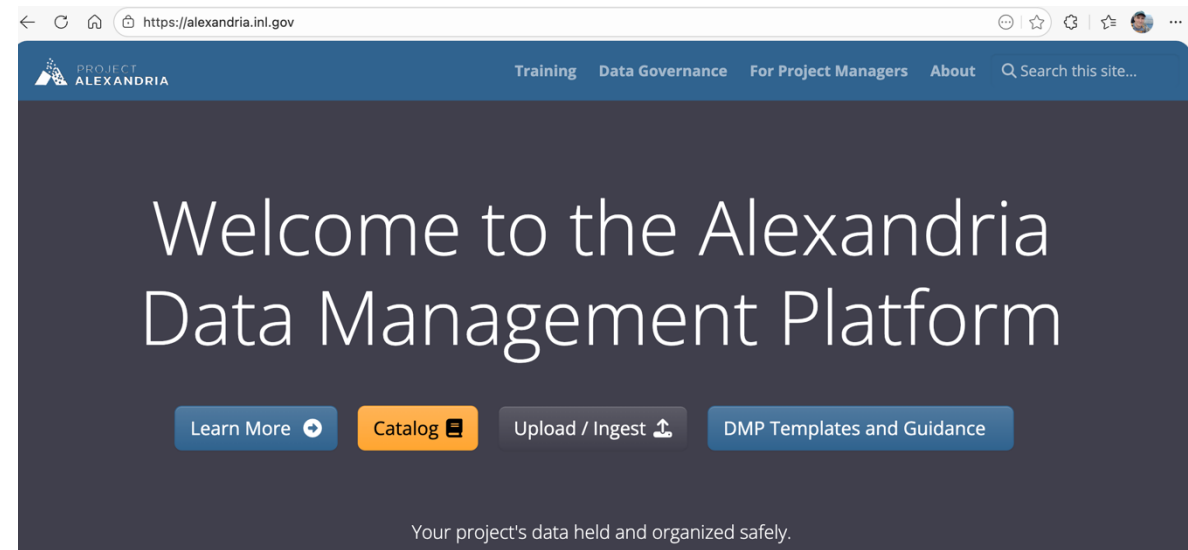 https://alexandria.inl.gov
PROJECT
ALEXANDRIA
Training Data Governance For Project Managers About Search this site...
Welcome to the Alexandria
Data Management Platform
Learn More Catalog Upload / Ingest DMP Templates and Guidance
Your project's data held and organized safely.